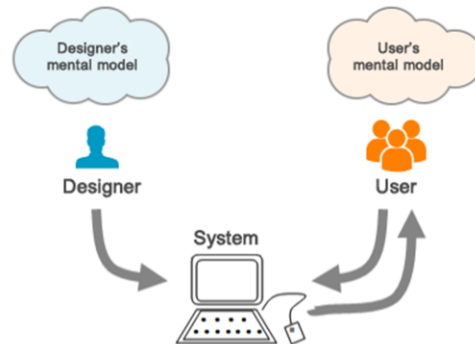 Designer's
mental model
User's
mental model
Designer
User
System